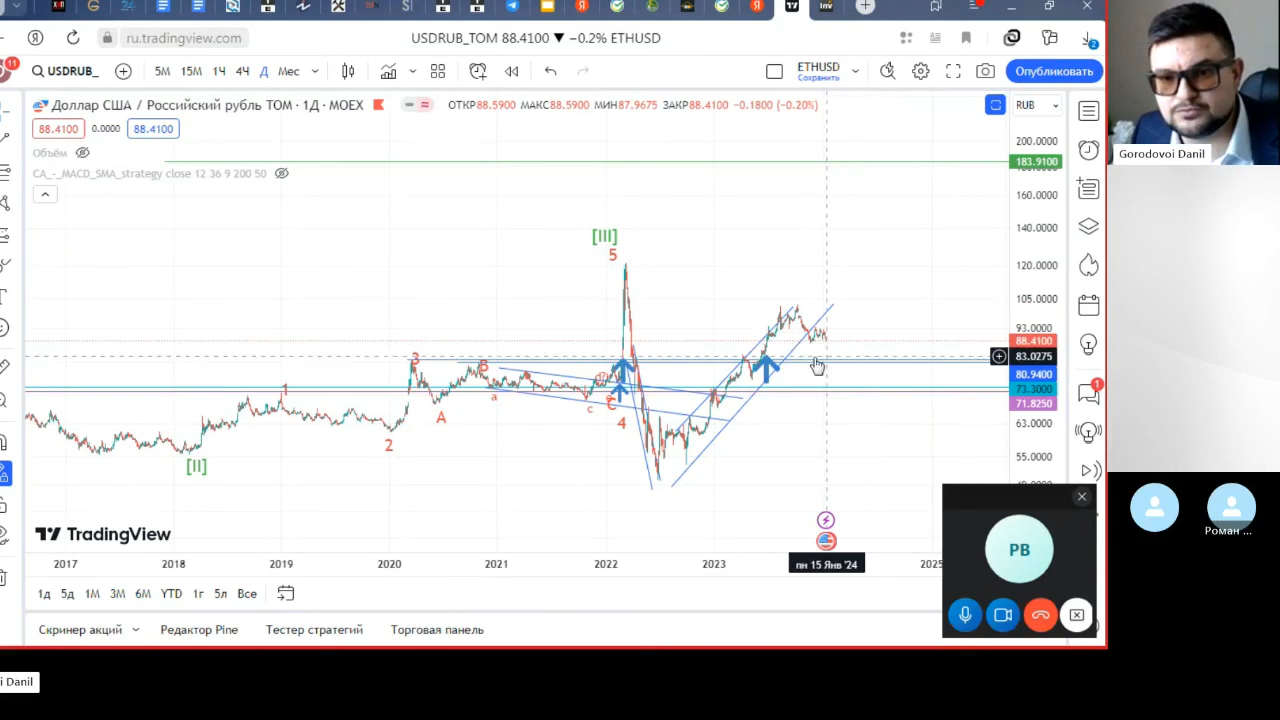 ru.tradingview.com
USDRUB_TOM 88.4100 ▼ −0.2% ETHUSD
2
11
USDRUB_
5М 15М 1Ч 4Ч Д Мес
ETHUSD
Сохранить
Опубликовать
Доллар США / Российский рубль ТОМ · 1Д · MOEX
ОТКР88.5900 МАКС88.5900 МИН87.9675 ЗАКР88.4100 −0.1800 (−0.20%)
RUB
88.4100 0.0000 88.4100
Объём
CA_-_MACD_SMA_strategy close 12 36 9 200 50
200.0000
183.9100
160.0000
140.0000
120.0000
105.0000
93.0000
88.4100
83.0275
80.9400
73.3000
71.8250
63.0000
55.0000
[III]
5
3
B
1
a
c
C
A
4
2
[II]
1
TradingView
2017 2018 2019 2020 2021 2022 2023 пн 15 Янв '24 2025
1д 5д 1М 3М 6М YTD 1г 5л Все
Скринер акций Редактор Pine Тестер стратегий Торговая панель
Gorodovoi Danil
PB
Роман ...
i Danil